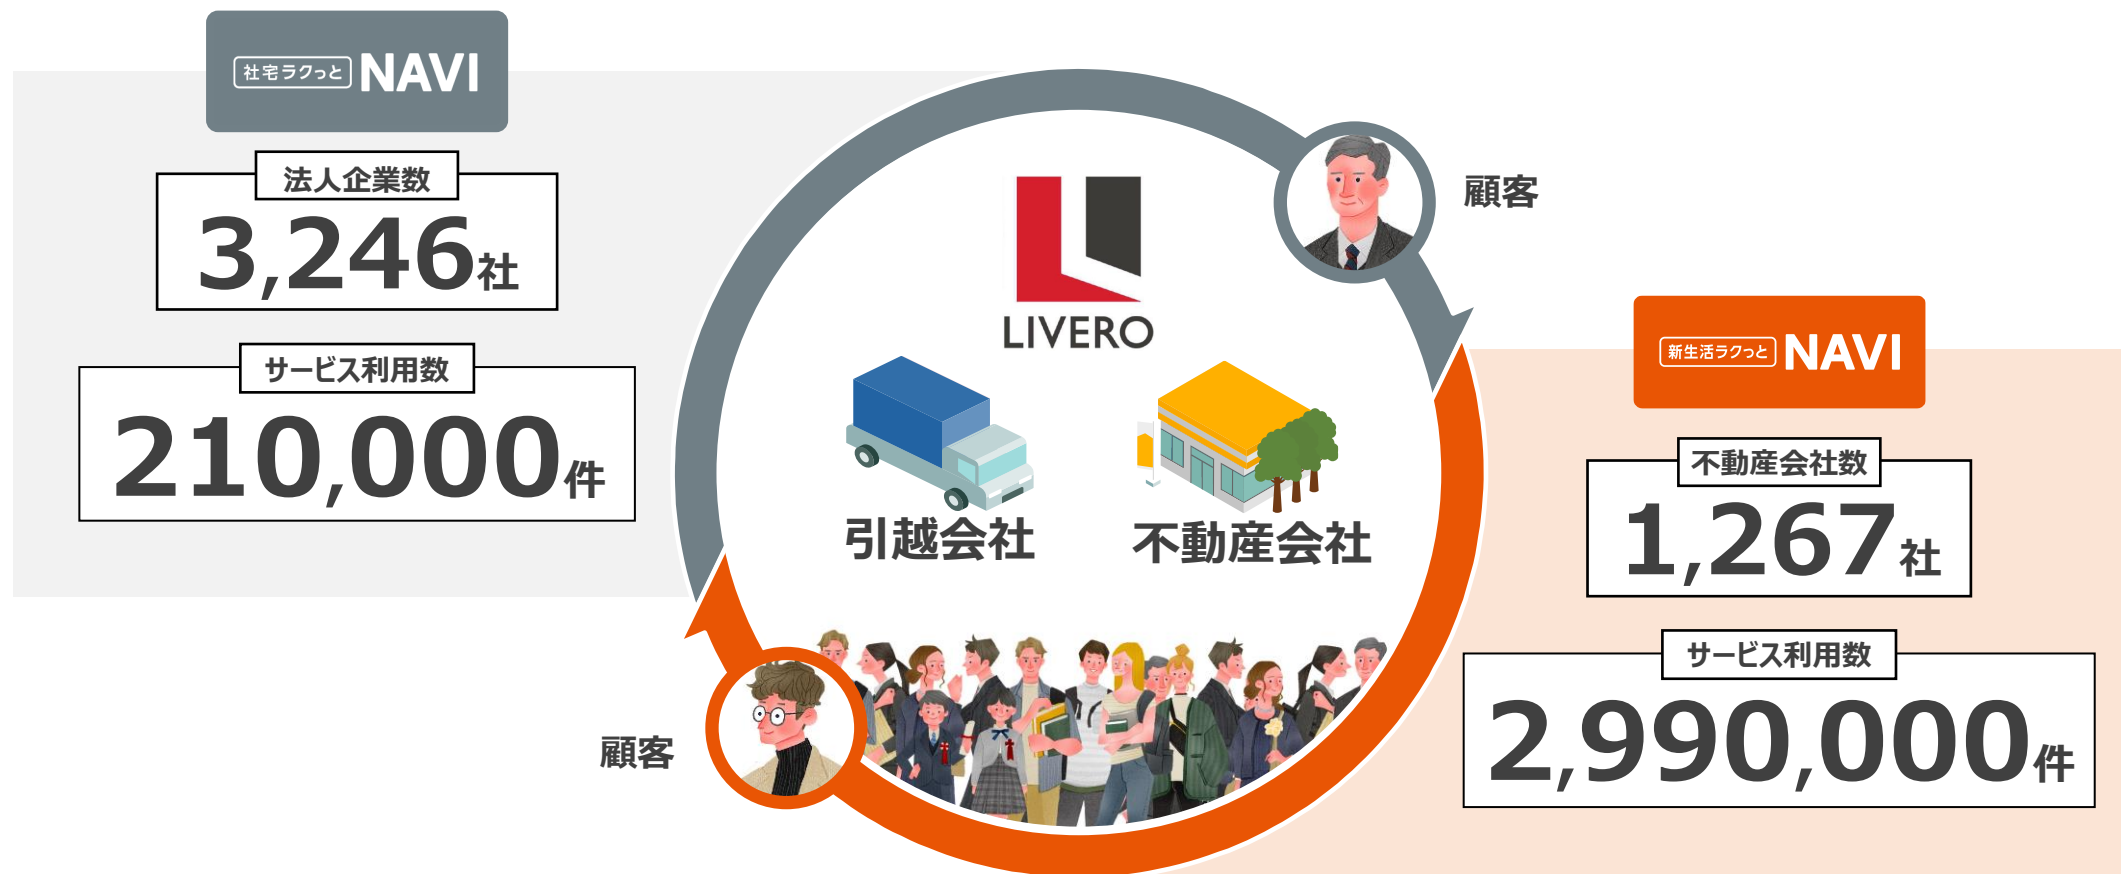 社宅ラクっと NAVI
法人企業数
3,246社
サービス利用数
210,000件
LIVERO
引越会社
不動産会社
顧客
顧客
新生活ラクっと NAVI
不動産会社数
1,267社
サービス利用数
2,990,000件